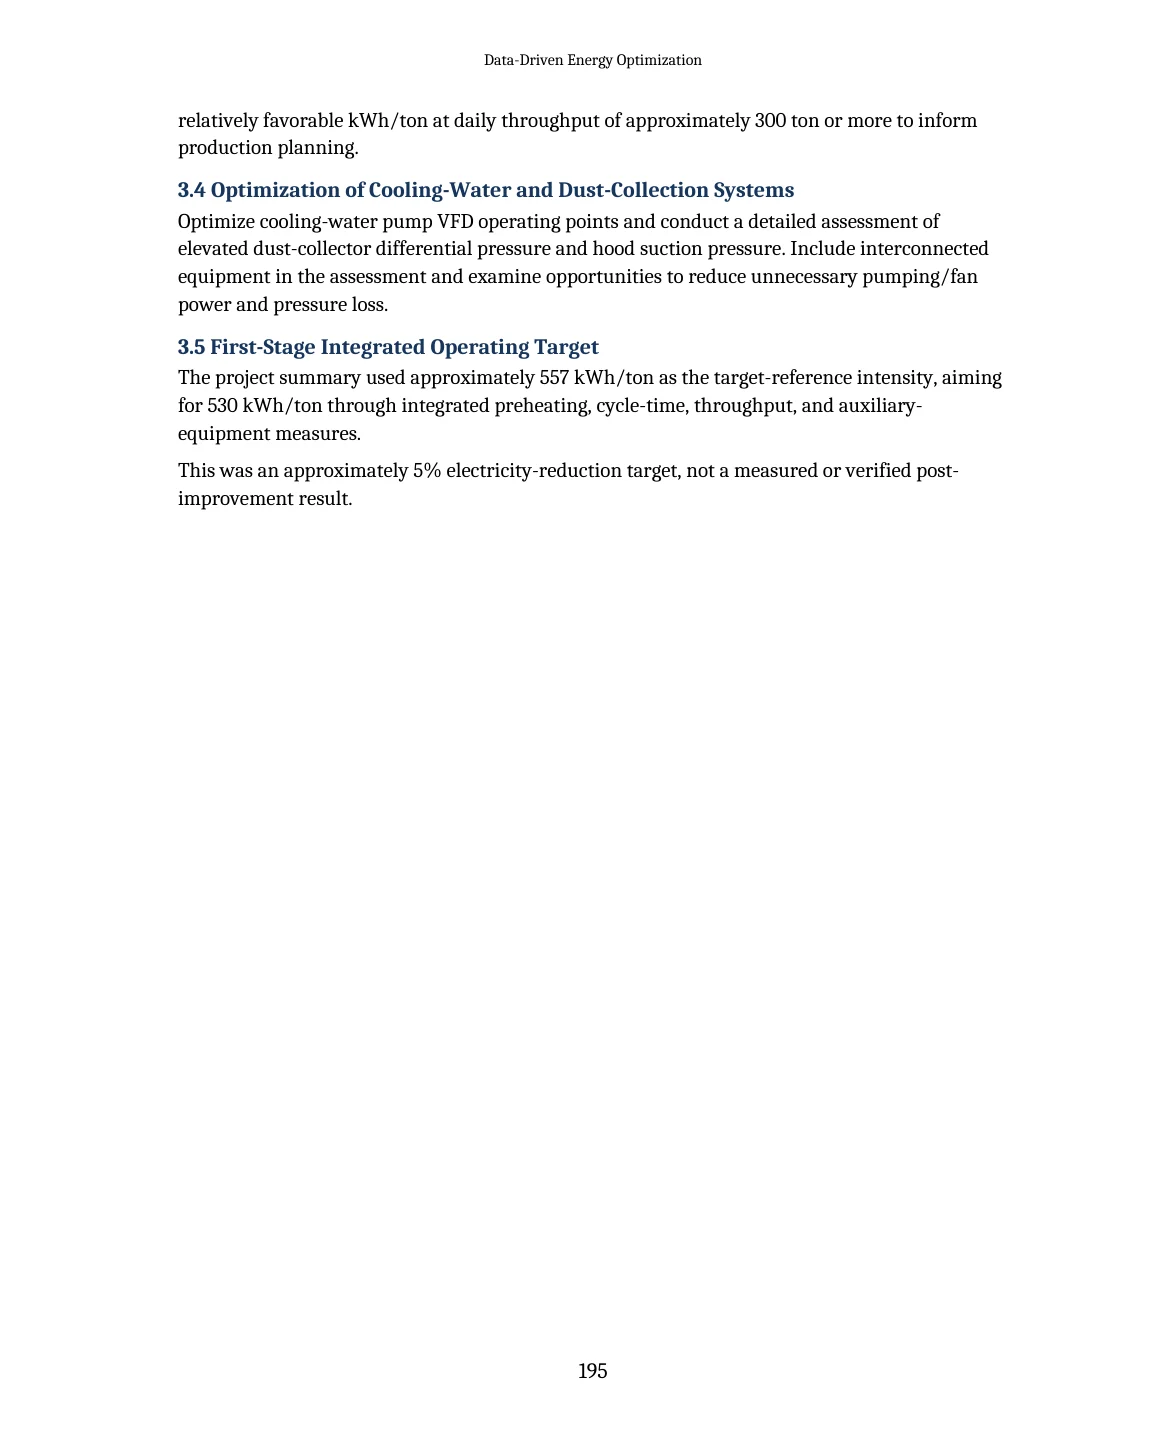 Data-Driven Energy Optimization
relatively favorable kWh/ton at daily throughput of approximately 300 ton or more to inform
production planning.
3.4 Optimization of Cooling-Water and Dust-Collection Systems
Optimize cooling-water pump VFD operating points and conduct a detailed assessment of
elevated dust-collector differential pressure and hood suction pressure. Include interconnected
equipment in the assessment and examine opportunities to reduce unnecessary pumping/fan
power and pressure loss.
3.5 First-Stage Integrated Operating Target
The project summary used approximately 557 kWh/ton as the target-reference intensity, aiming
for 530 kWh/ton through integrated preheating, cycle-time, throughput, and auxiliary-
equipment measures.
This was an approximately 5% electricity-reduction target, not a measured or verified post-
improvement result.
195